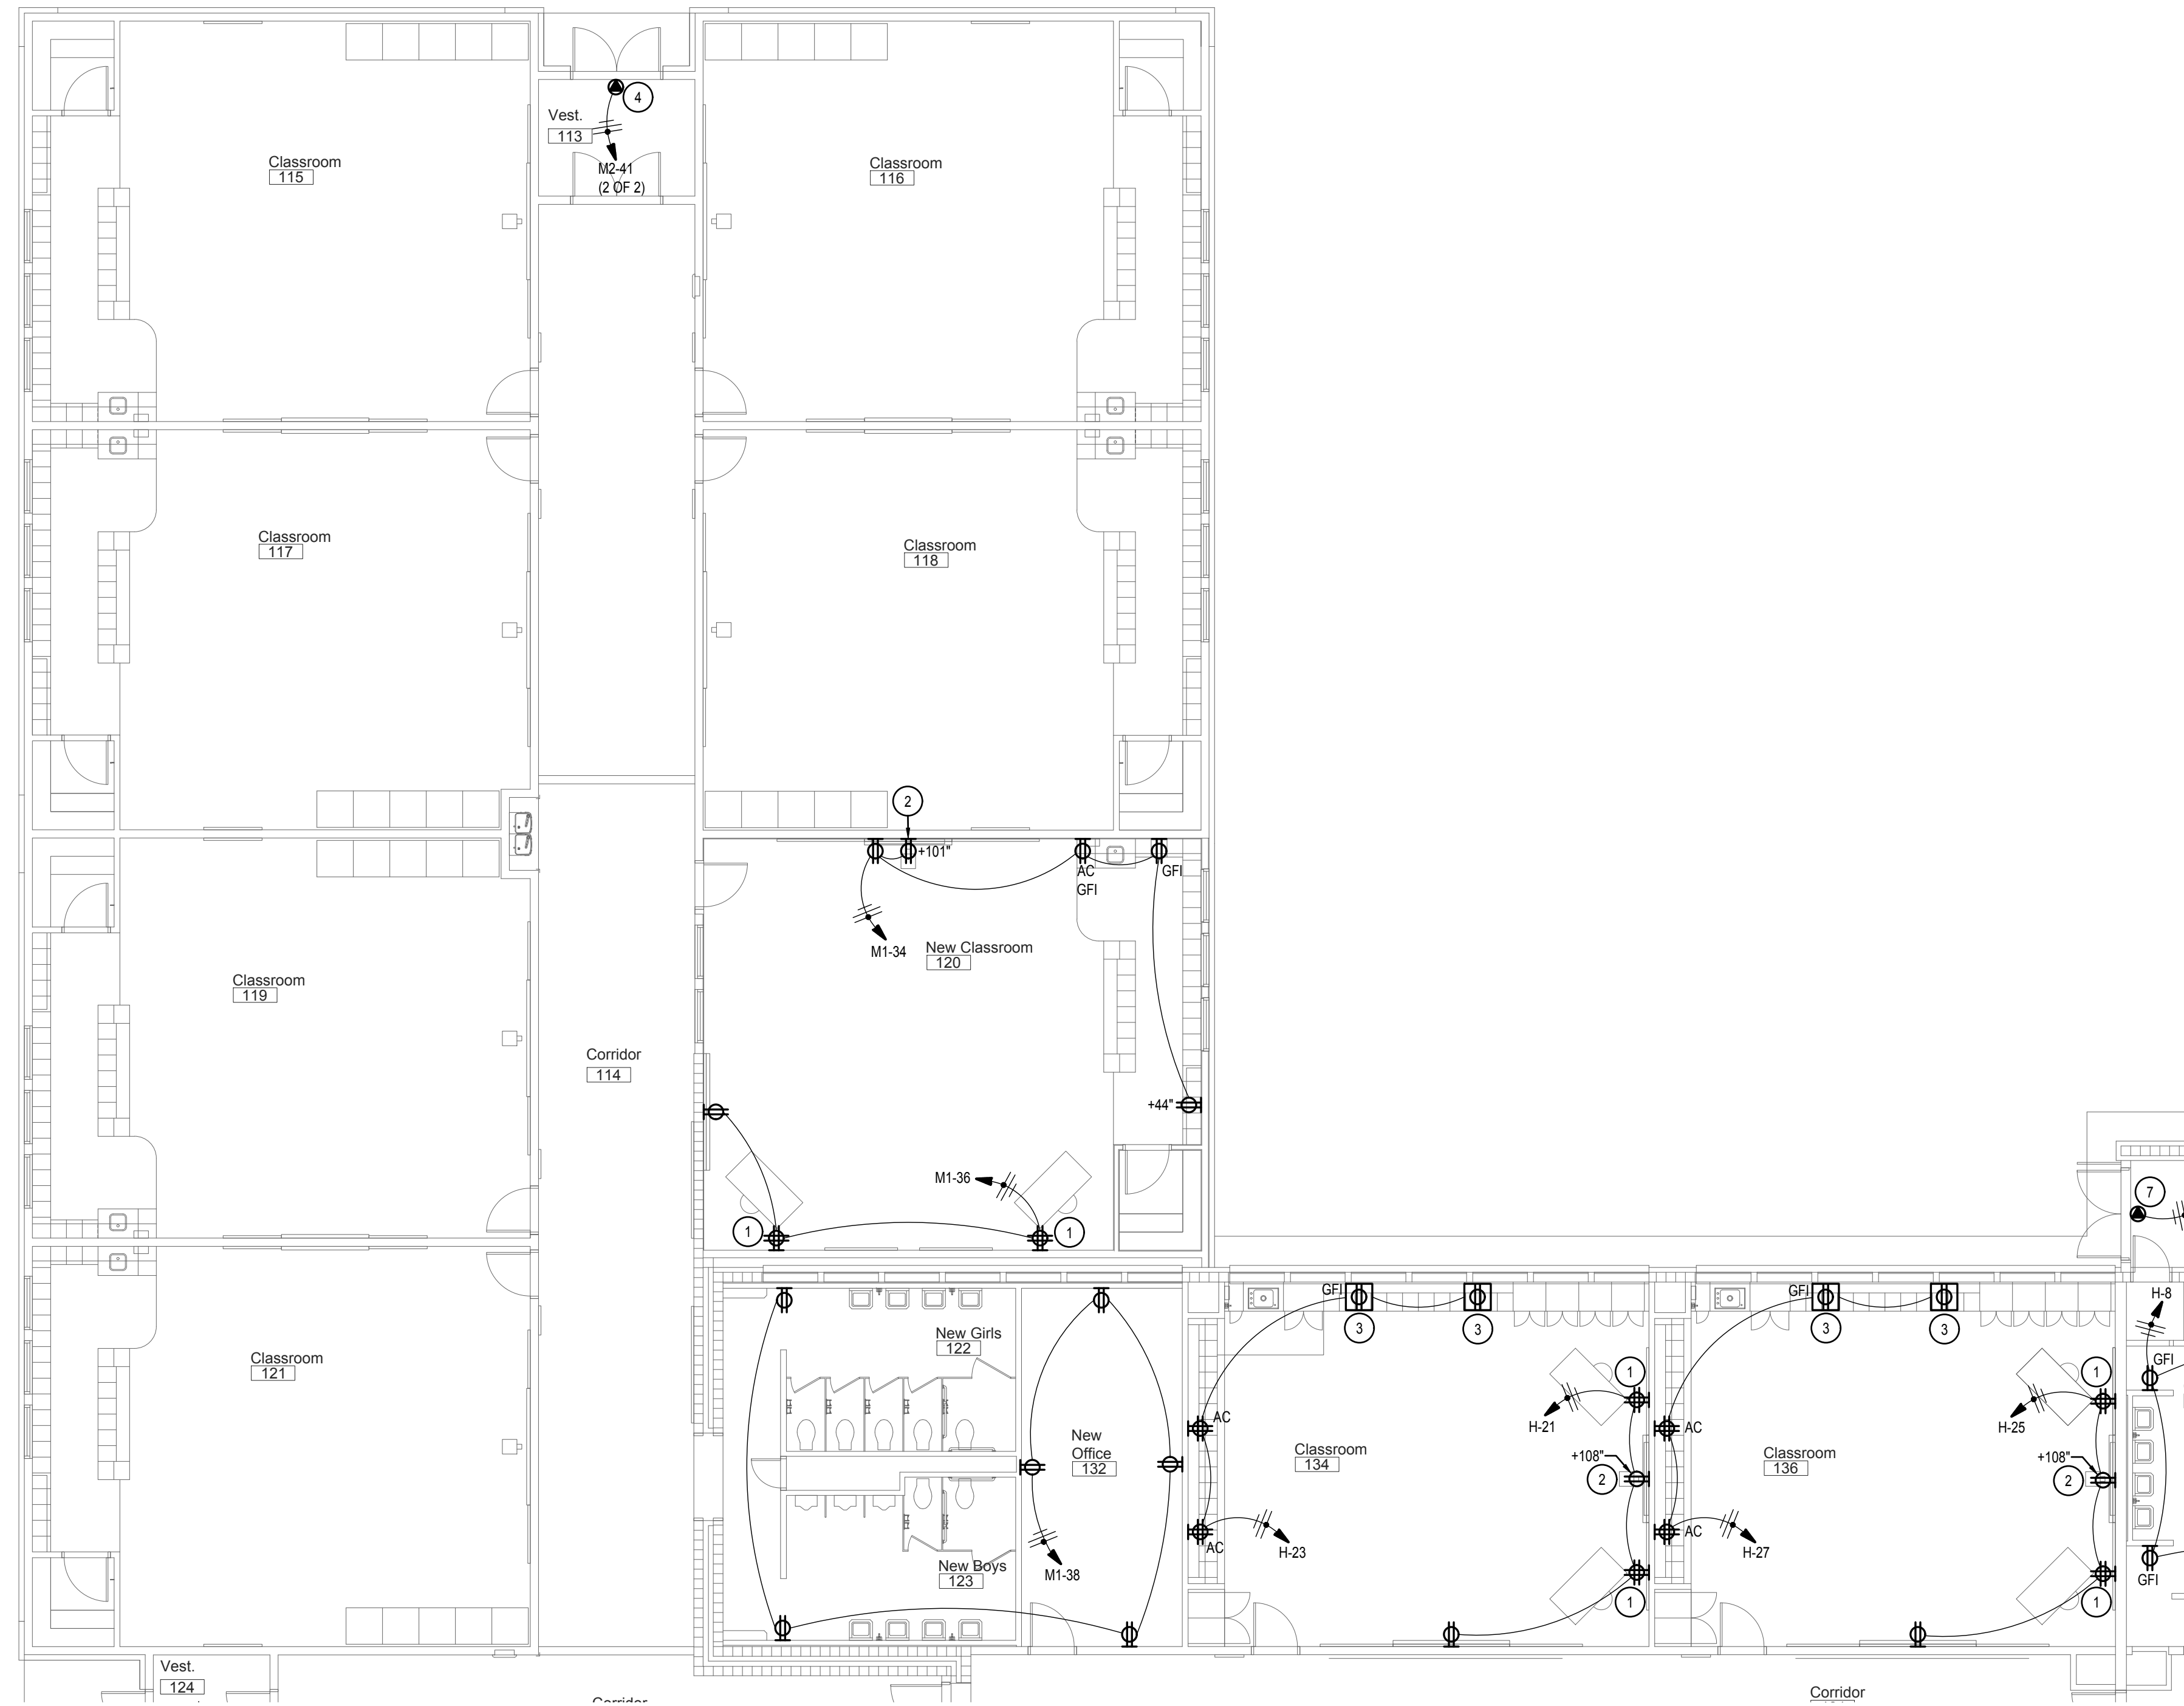 4
Vest.
113
M2-41
(2 OF 2)
Classroom
115
Classroom
116
Classroom
117
Classroom
118
2
+101"
AC
GFI
GFI
M1-34
New Classroom
120
Classroom
119
Corridor
114
+44"
M1-36
1
1
7
Classroom
121
New Girls
122
New
Office
132
New Boys
123
M1-38
GFI
3
3
AC
AC
H-23
Classroom
134
H-21
1
+108"
2
1
GFI
3
3
AC
AC
H-27
Classroom
136
H-25
1
+108"
2
1
H-8
GFI
GFI
Vest.
124
Corridor
Corridor